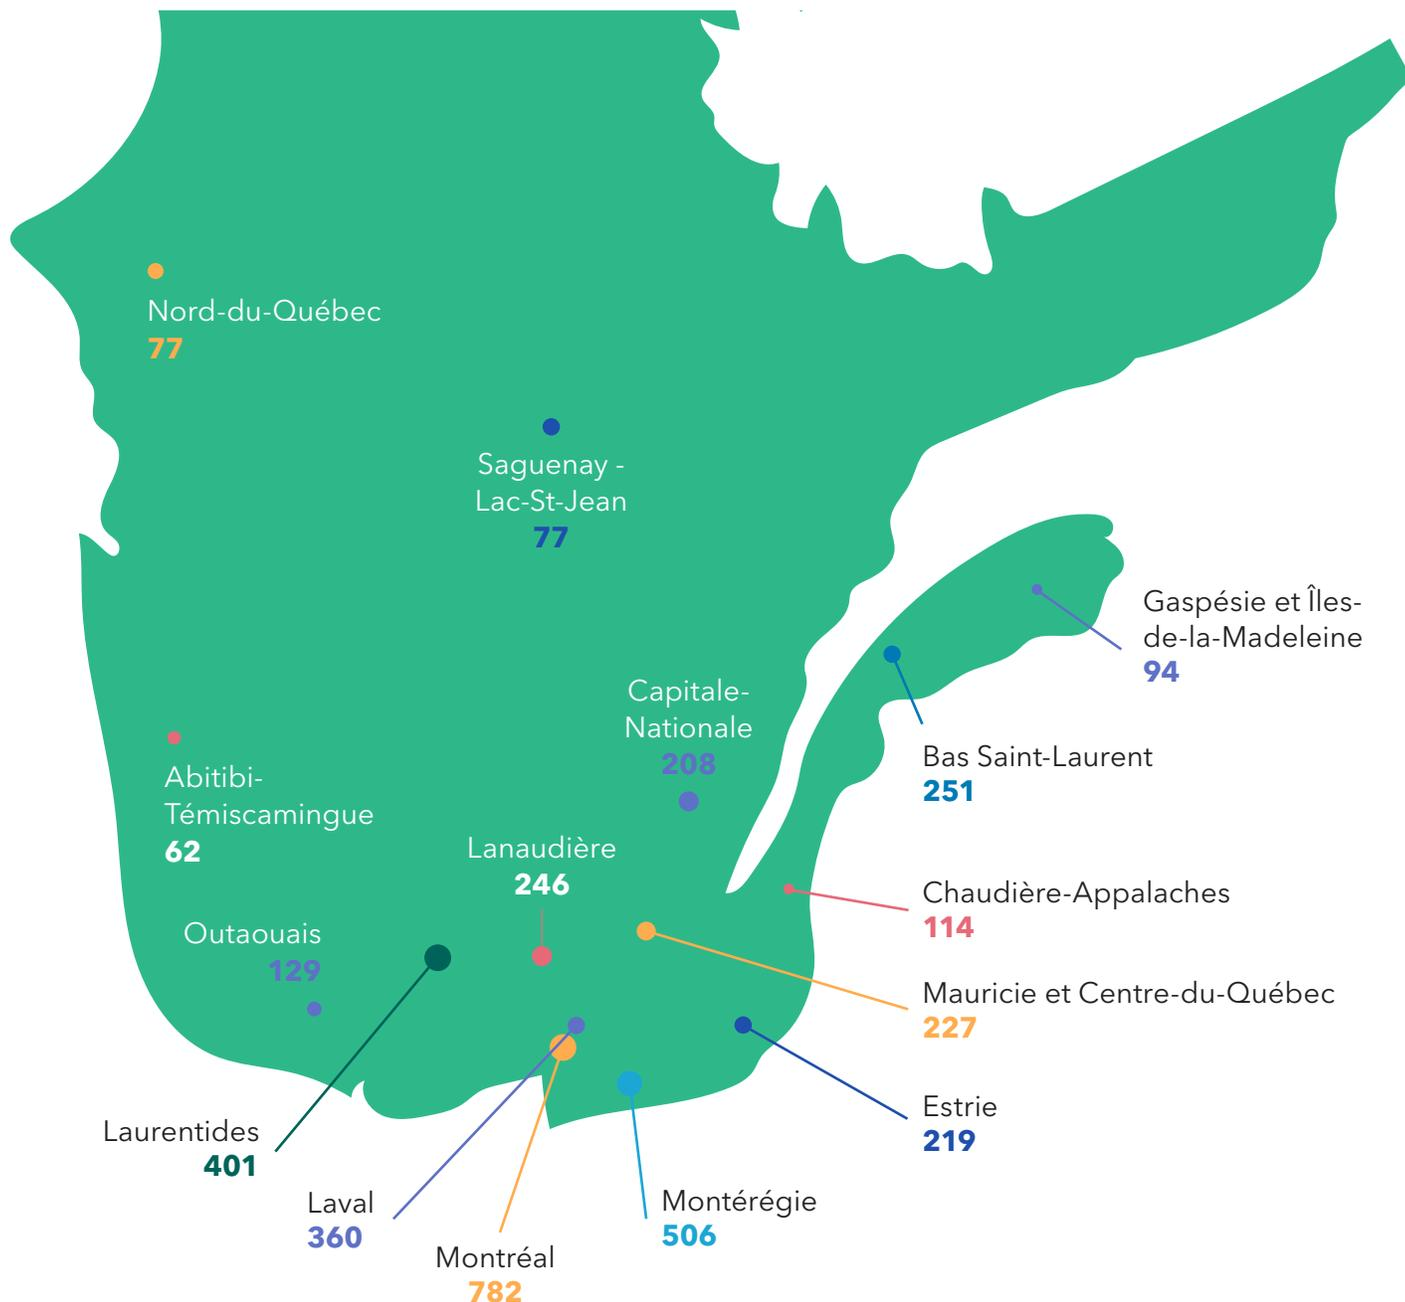 Nord-du-Québec
77
Saguenay -
Lac-St-Jean
77
Gaspésie et Îles-
de-la-Madeleine
94
Capitale-
Nationale
208
Bas Saint-Laurent
251
Abitibi-
Témiscamingue
62
Lanaudière
246
Chaudière-Appalaches
114
Outaouais
129
Mauricie et Centre-du-Québec
227
Estrie
219
Laurentides
401
Laval
360
Montérégie
506
Montréal
782